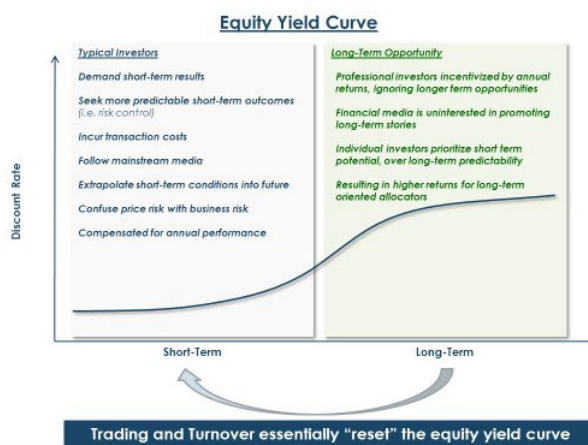 Equity Yield Curve
Typical Investors
Demand short-term results
Seek more predictable short-term outcomes
(i.e. risk control)
Incur transaction costs
Follow mainstream media
Extrapolate short-term conditions into future
Confuse price risk with business risk
Compensated for annual performance
Long-Term Opportunity
Professional investors incentivized by annual
returns, ignoring longer term opportunities
Financial media is uninterested in promoting
long-term stories
Individual investors prioritize short term
potential, over long-term predictability
Resulting in higher returns for long-term
oriented allocators
Discount Rate
Short-Term
Long-Term
Trading and Turnover essentially “reset” the equity yield curve